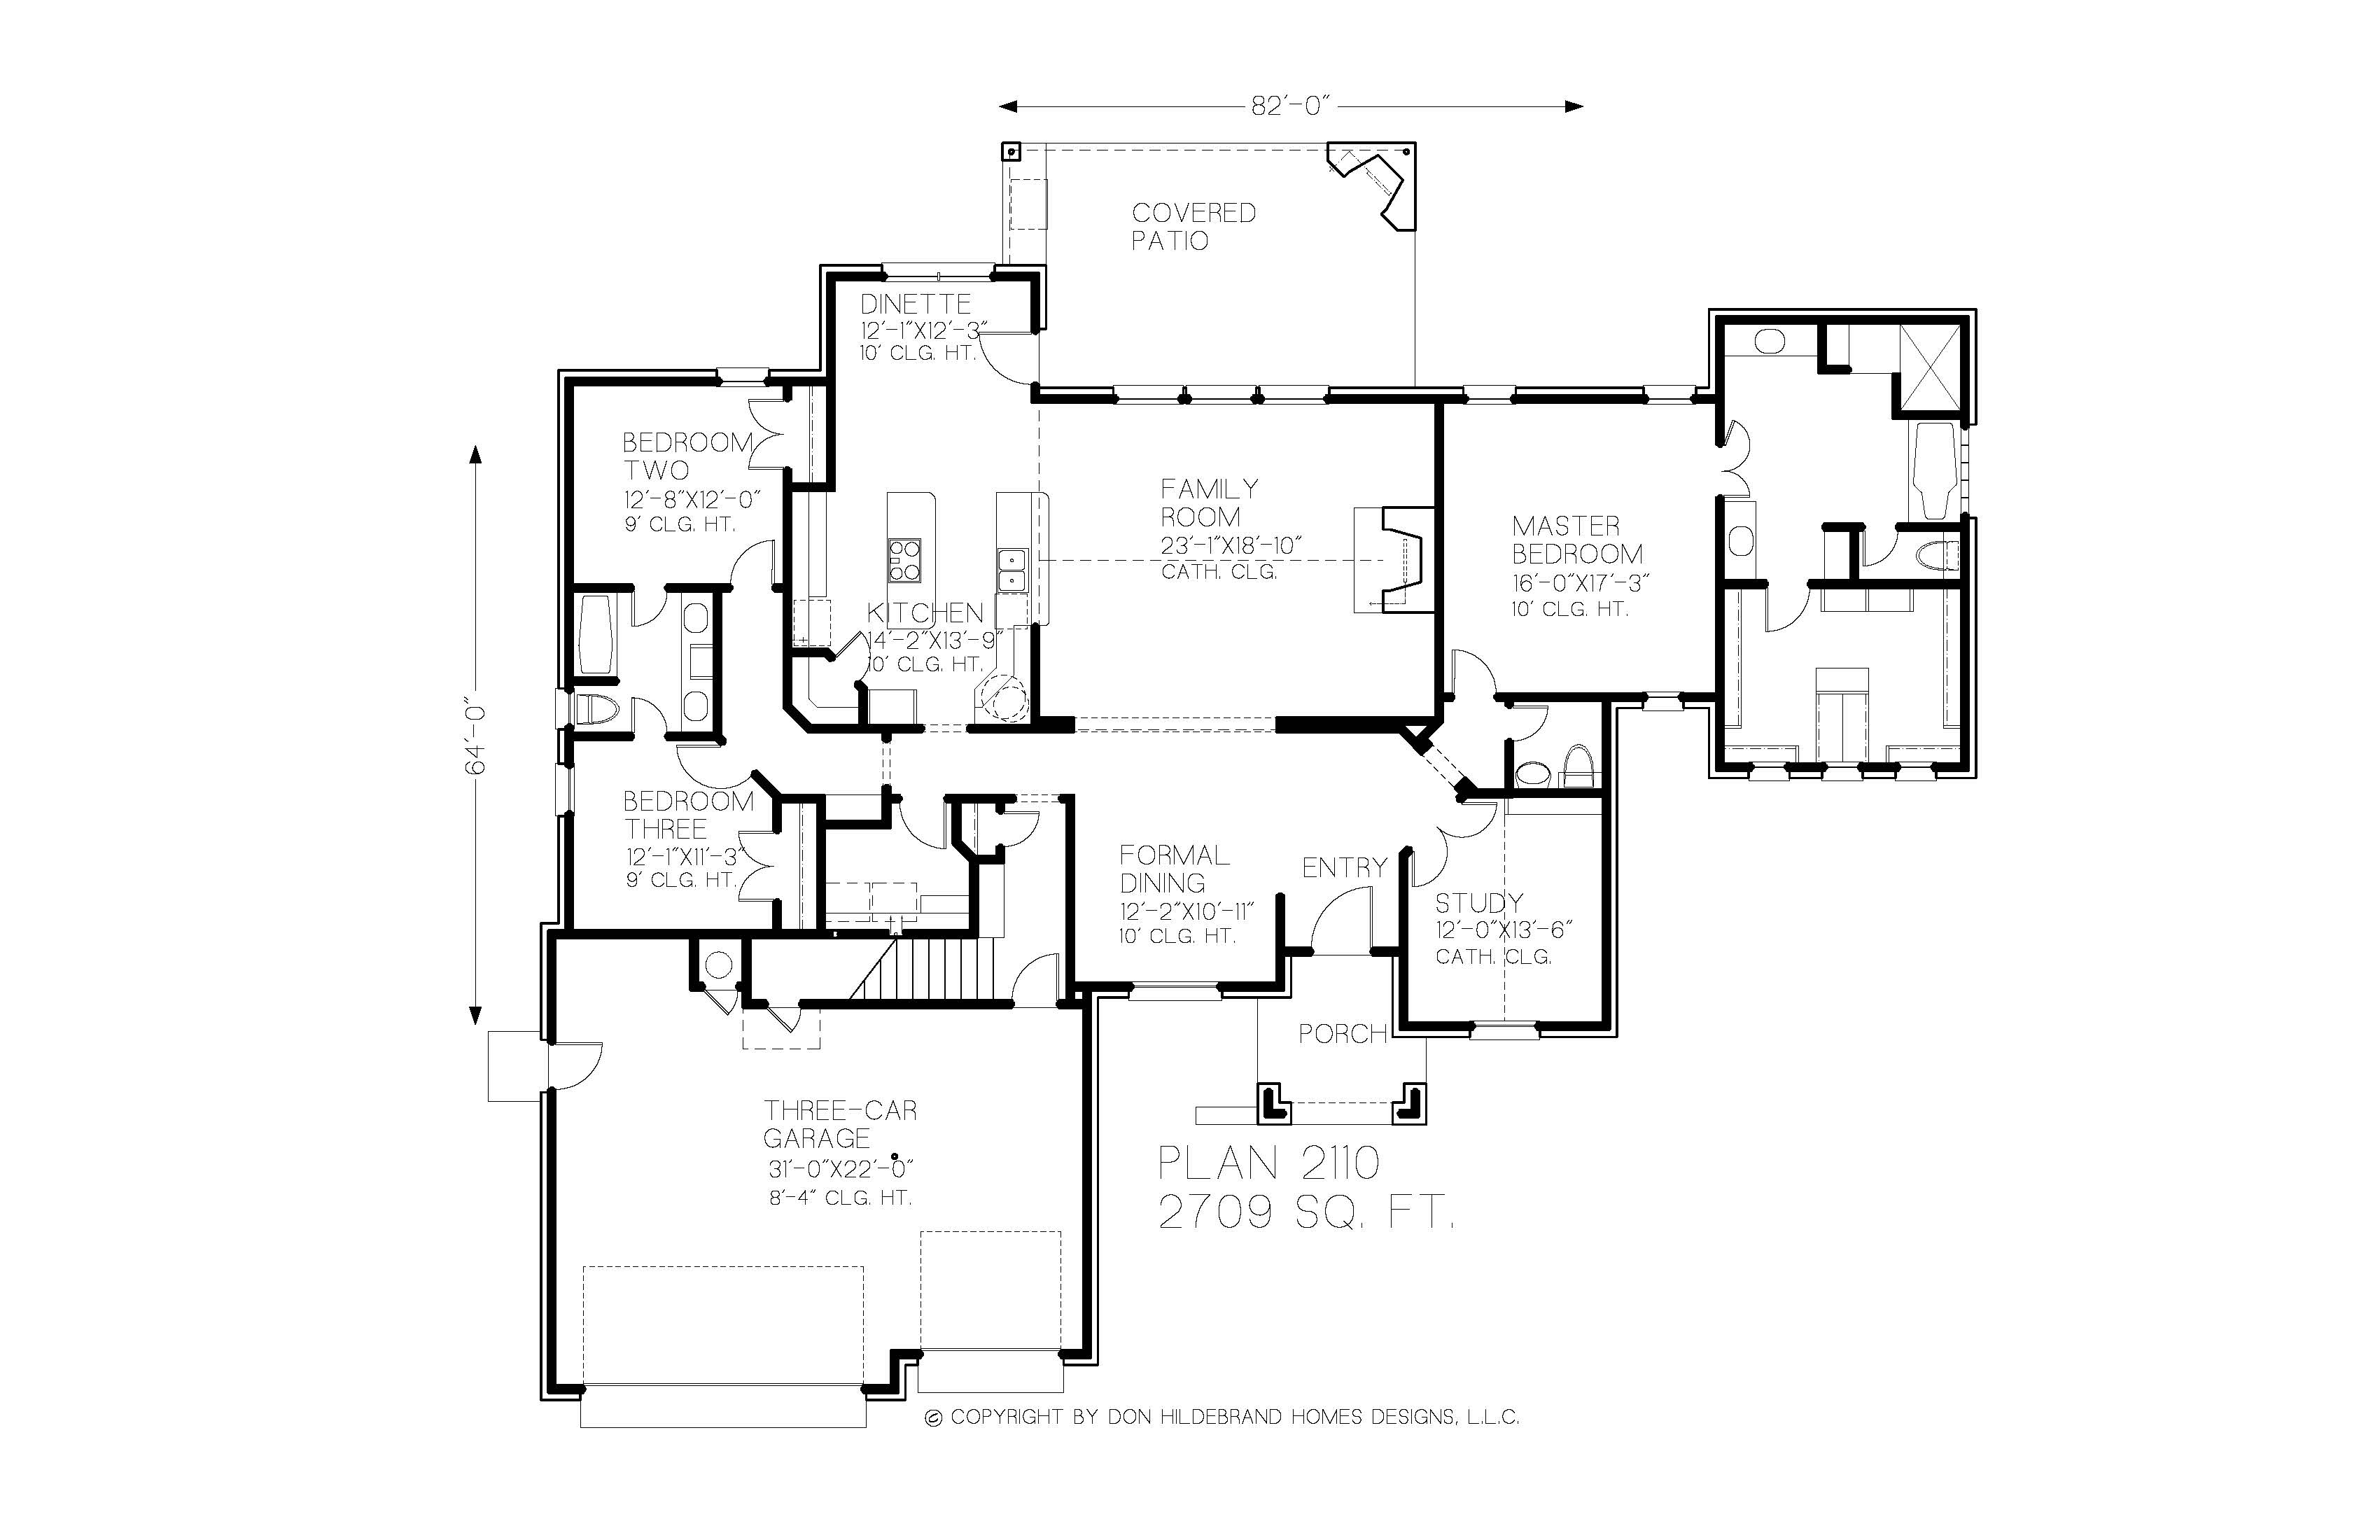 82'-0"
COVERED
PATIO
DINETTE
12'-1"X12'-3"
10' CLG. HT.
BEDROOM
TWO
12'-8"X12'-0"
9' CLG. HT.
FAMILY
ROOM
23'-1"X18'-10"
CATH. CLG.
MASTER
BEDROOM
16'-0"X17'-3"
10' CLG. HT.
KITCHEN
14'-2"X13'-9"
10' CLG. HT.
64'-0"
BEDROOM
THREE
12'-1"X11'-3"
9' CLG. HT.
FORMAL
DINING
12'-2"X10'-11"
10' CLG. HT.
ENTRY
STUDY
12'-0"X13'-6"
CATH. CLG.
PORCH
THREE-CAR
GARAGE
31'-0"X22'-0"
8'-4" CLG. HT.
PLAN 2110
2709 SQ. FT.
© COPYRIGHT BY DON HILDEBRAND HOMES DESIGNS, L.L.C.